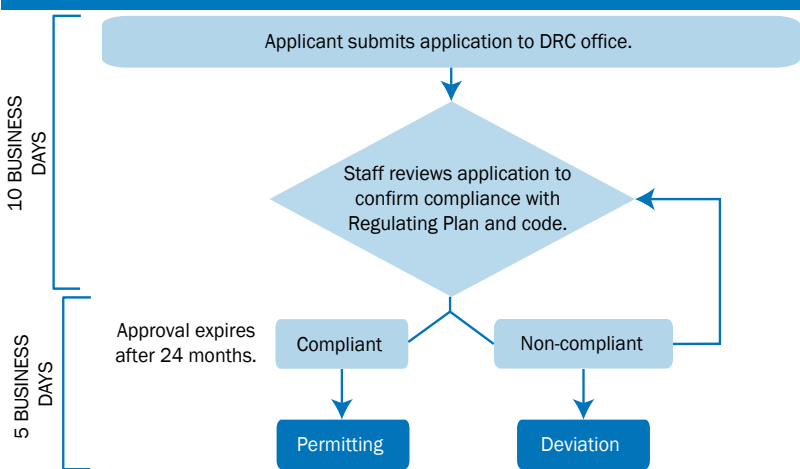 Applicant submits application to DRC office.
10 BUSINESS
DAYS
Staff reviews application to
confirm compliance with
Regulating Plan and code.
5 BUSINESS
DAYS
Approval expires
after 24 months.
Compliant
Non-compliant
Permitting
Deviation